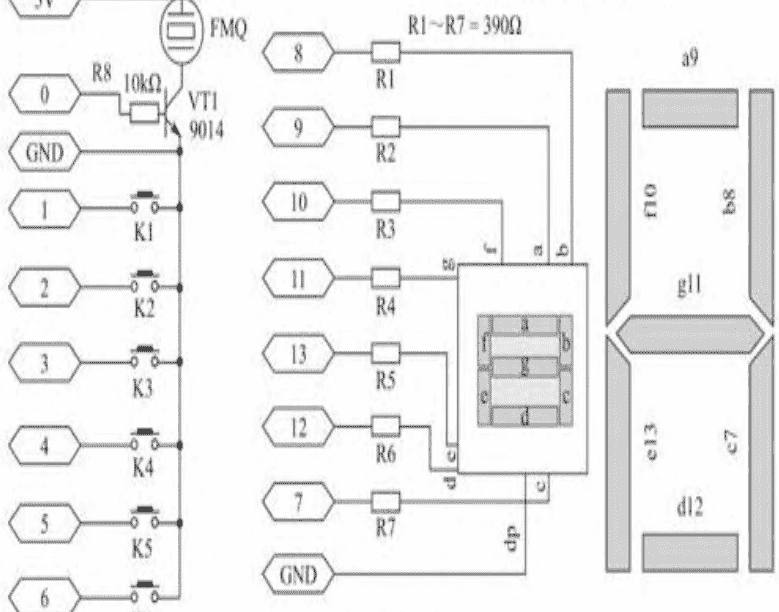 5V
FMQ
R8
10kΩ
0
VT1
9014
GND
1
K1
2
K2
3
K3
4
K4
5
K5
6
R1~R7 = 390Ω
8
R1
9
R2
10
R3
11
R4
13
R5
12
R6
7
R7
GND
g
f
a
b
a
f
b
g
e
c
d
e
d
c
dp
a9
f10
b8
g11
e13
c7
d12